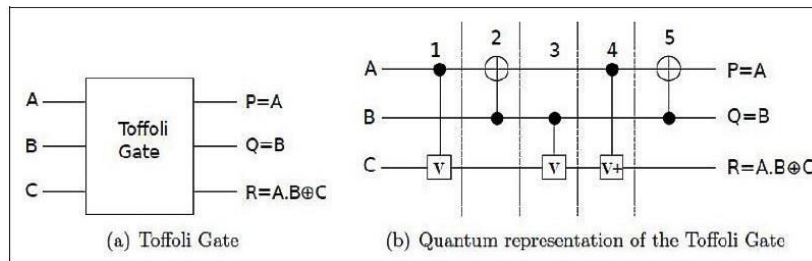 1 2 3 4 5
A P=A A P=A
B Toffoli Gate Q=B B Q=B
C R=A.B⊕C C V V V+ R=A.B⊕C
(a) Toffoli Gate (b) Quantum representation of the Toffoli Gate